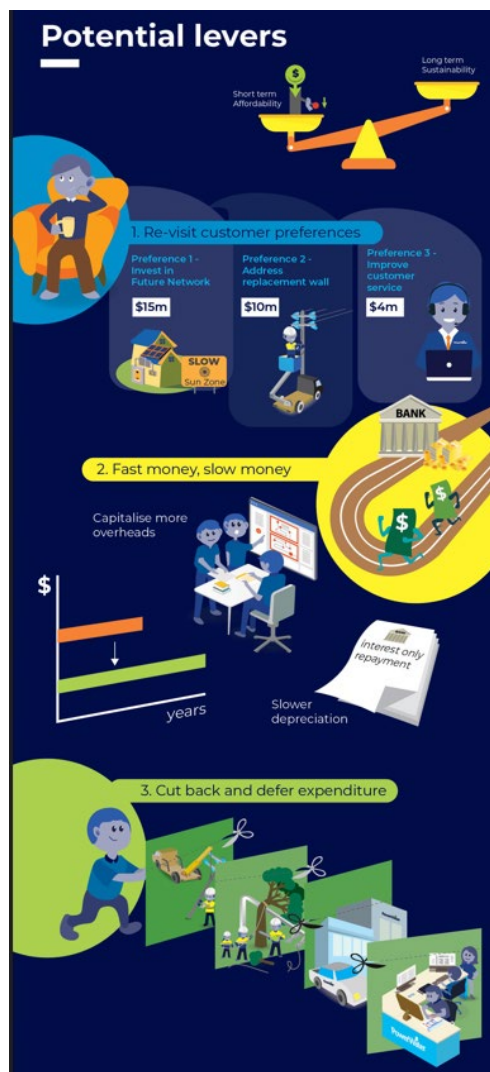 Potential levers
Long term
Sustainability
$
Short term
Affordability
1. Re-visit customer preferences
Preference 1 -
Invest in
Future Network
$15m
SLOW
Sun Zone
Preference 2 -
Address
replacement wall
$10m
Preference 3 -
Improve
customer
service
$4m
BANK
2. Fast money, slow money
$
$
Capitalise more
overheads
$
years
interest only
repayment
Slower
depreciation
3. Cut back and defer expenditure
PowerWater
PowerWater